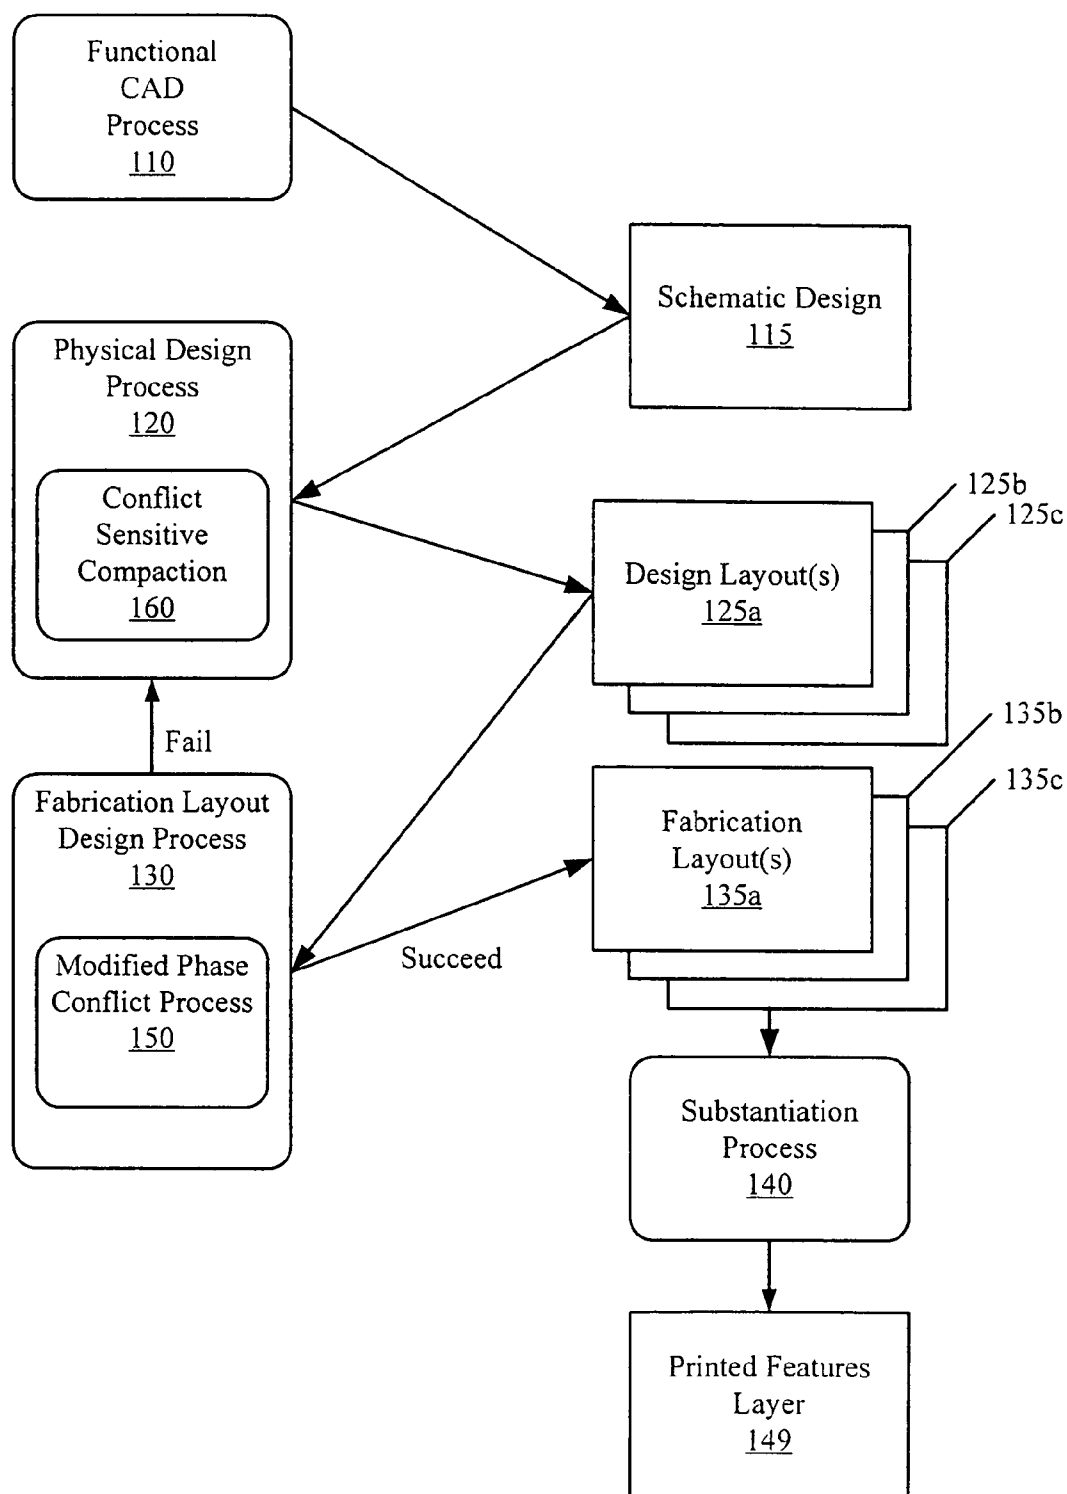 Functional
CAD
Process
110
Schematic Design
115
Physical Design
Process
120
Conflict
Sensitive
Compaction
160
125b
125c
Design Layout(s)
125a
Fail
135b
135c
Fabrication Layout
Design Process
130
Fabrication
Layout(s)
135a
Succeed
Modified Phase
Conflict Process
150
Substantiation
Process
140
Printed Features
Layer
149